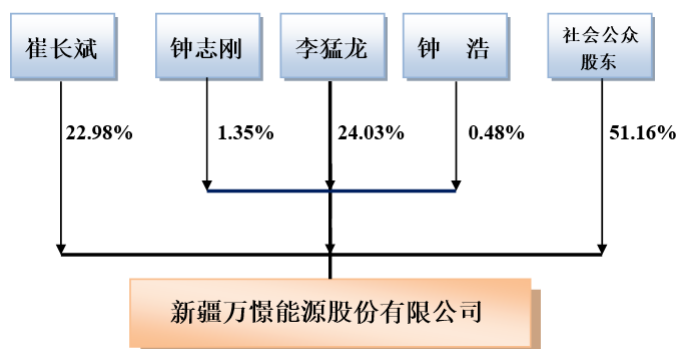 崔长斌
钟志刚
李猛龙
钟 浩
社会公众
股东
22.98%
1.35%
24.03%
0.48%
51.16%
新疆万憬能源股份有限公司